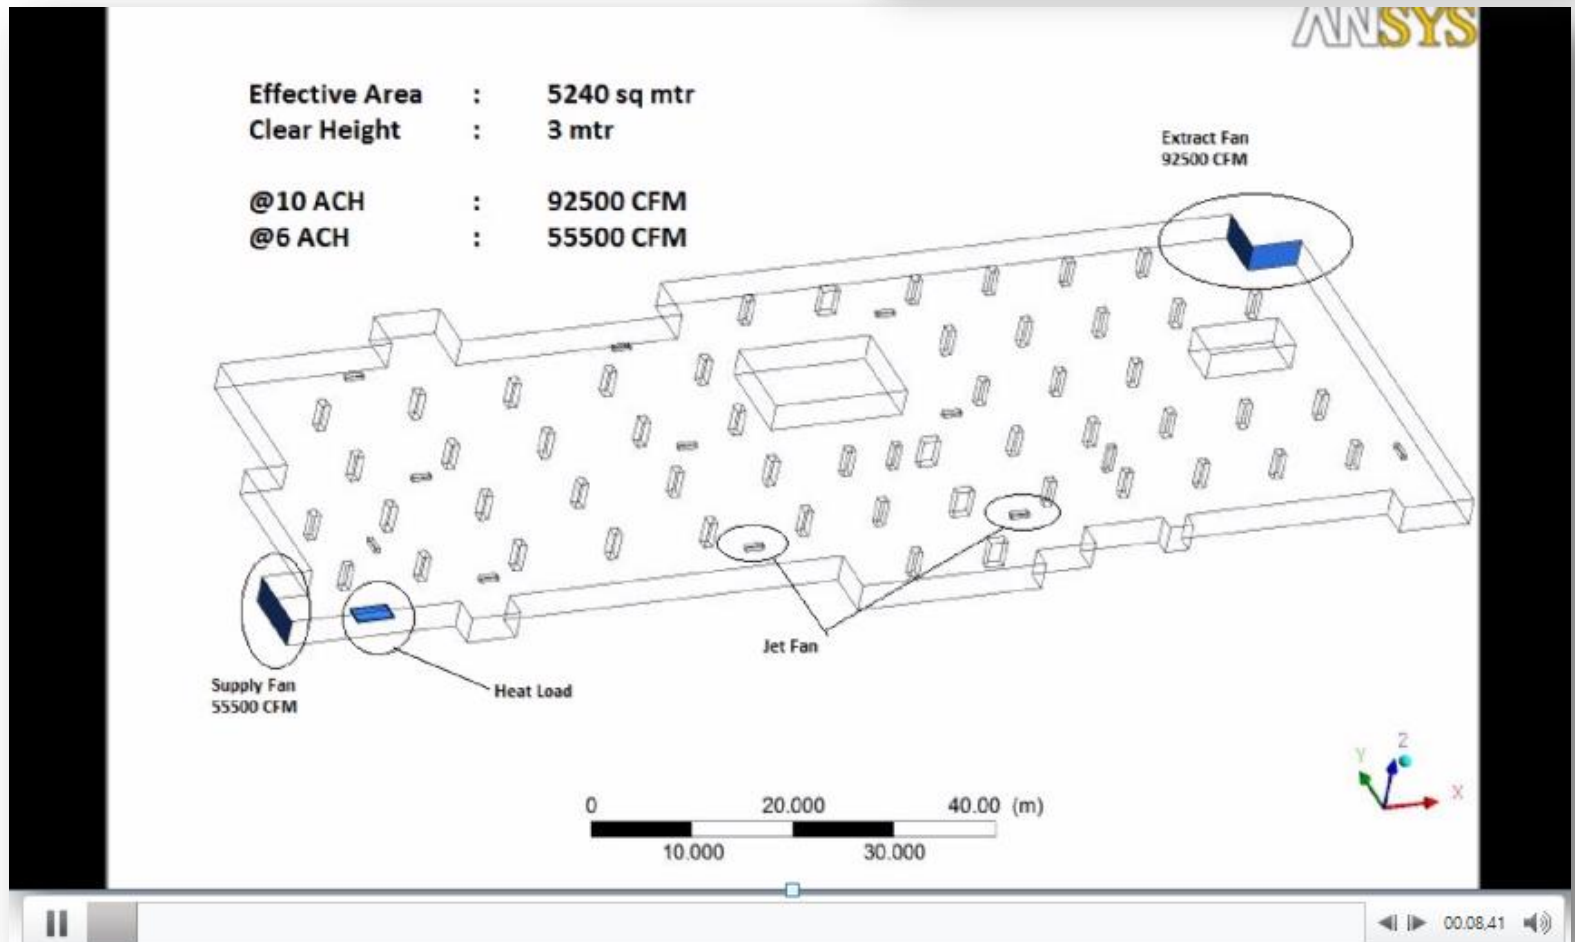 ANSYS
Effective Area : 5240 sq mtr
Clear Height : 3 mtr
@10 ACH : 92500 CFM
@6 ACH : 55500 CFM
Extract Fan
92500 CFM
Jet Fan
Supply Fan
55500 CFM
Heat Load
Z
Y
X
0 20.000 40.00 (m)
10.000 30.000
00.08,41